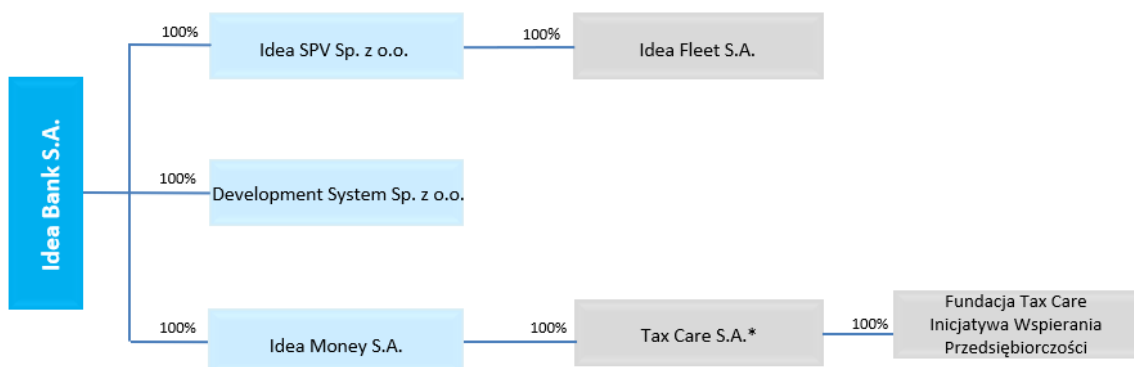 100%
Idea SPV Sp. z o.o.
100%
Idea Fleet S.A.
Idea Bank S.A.
100%
Development System Sp. z o.o.
100%
Idea Money S.A.
100%
Tax Care S.A.*
100%
Fundacja Tax Care
Inicjatywa Wspierania
Przedsiębiorczości